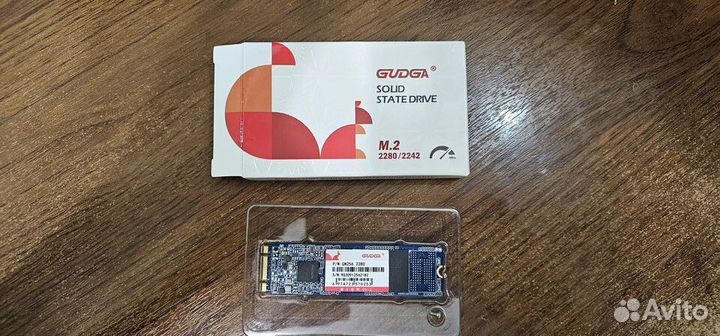 GUDGA®
SOLID
STATE DRIVE
M.2
2280/2242
GUDGA®
P/N GM256 2280
Avito